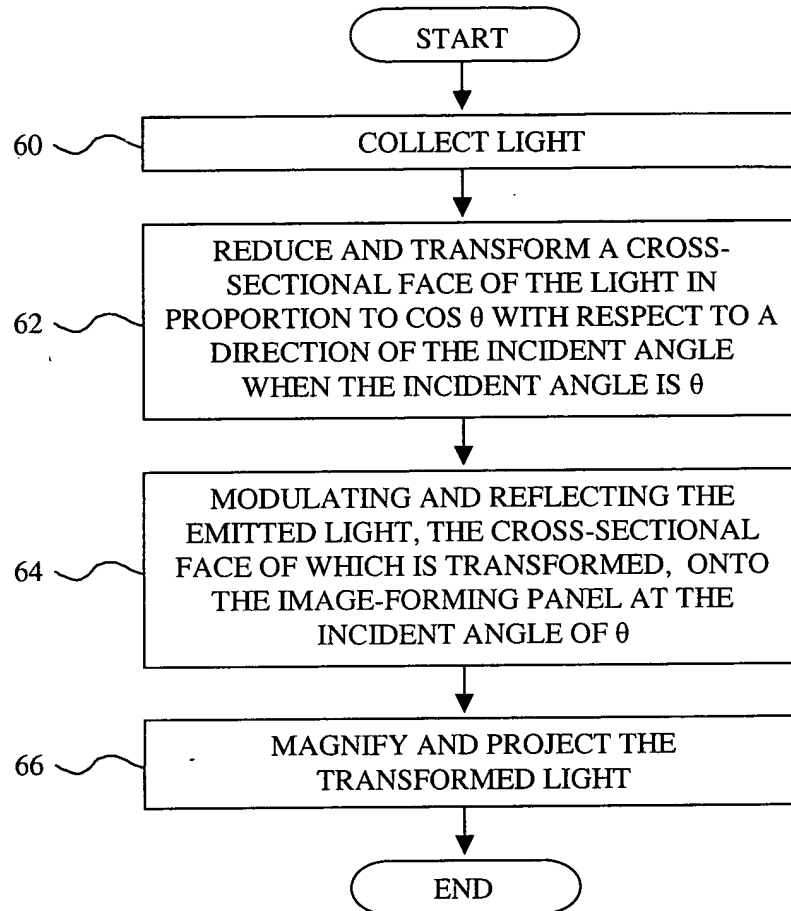 START
60
COLLECT LIGHT
62
REDUCE AND TRANSFORM A CROSS-
SECTIONAL FACE OF THE LIGHT IN
PROPORTION TO COS θ WITH RESPECT TO A
DIRECTION OF THE INCIDENT ANGLE
WHEN THE INCIDENT ANGLE IS θ
64
MODULATING AND REFLECTING THE
EMITTED LIGHT, THE CROSS-SECTIONAL
FACE OF WHICH IS TRANSFORMED, ONTO
THE IMAGE-FORMING PANEL AT THE
INCIDENT ANGLE OF θ
66
MAGNIFY AND PROJECT THE
TRANSFORMED LIGHT
END